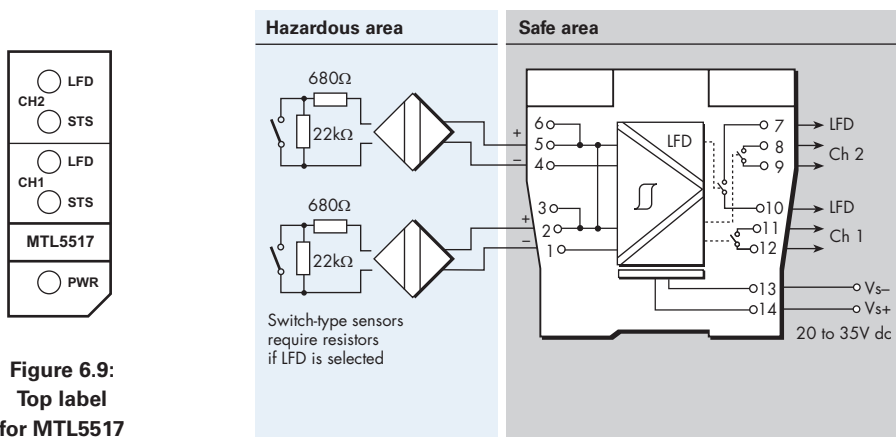 LFD
CH2
STS
LFD
CH1
STS
MTL5517
PWR
Figure 6.9:
Top label
for MTL5517
Hazardous area
Safe area
680Ω
22kΩ
680Ω
22kΩ
Switch-type sensors
require resistors
if LFD is selected
+
–
+
–
6
5
4
3
2
1
LFD
7
8
9
10
11
12
13
14
LFD
Ch 2
LFD
Ch 1
Vs–
Vs+
20 to 35V dc